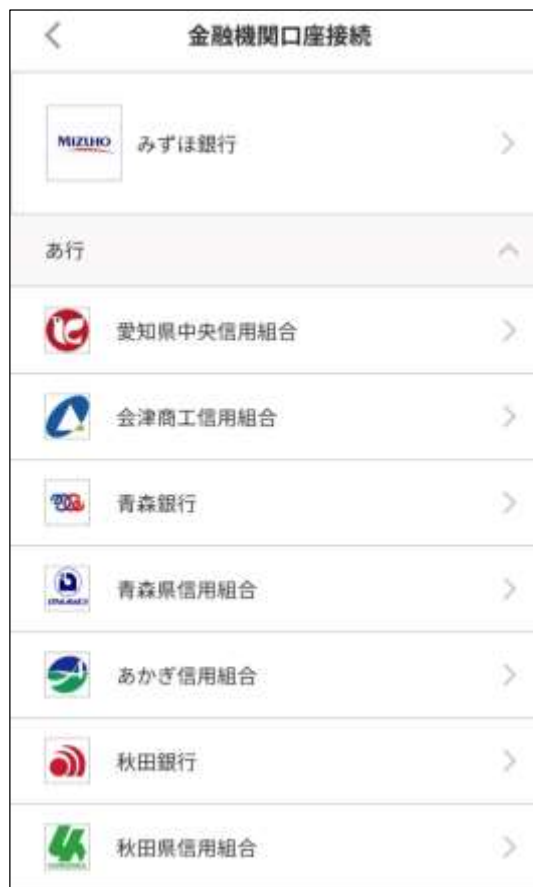 金融機関口座接続
MIZUHO みずほ銀行
あ行
愛知県中央信用組合
会津商工信用組合
青森銀行
青森県信用組合
あかぎ信用組合
秋田銀行
秋田県信用組合